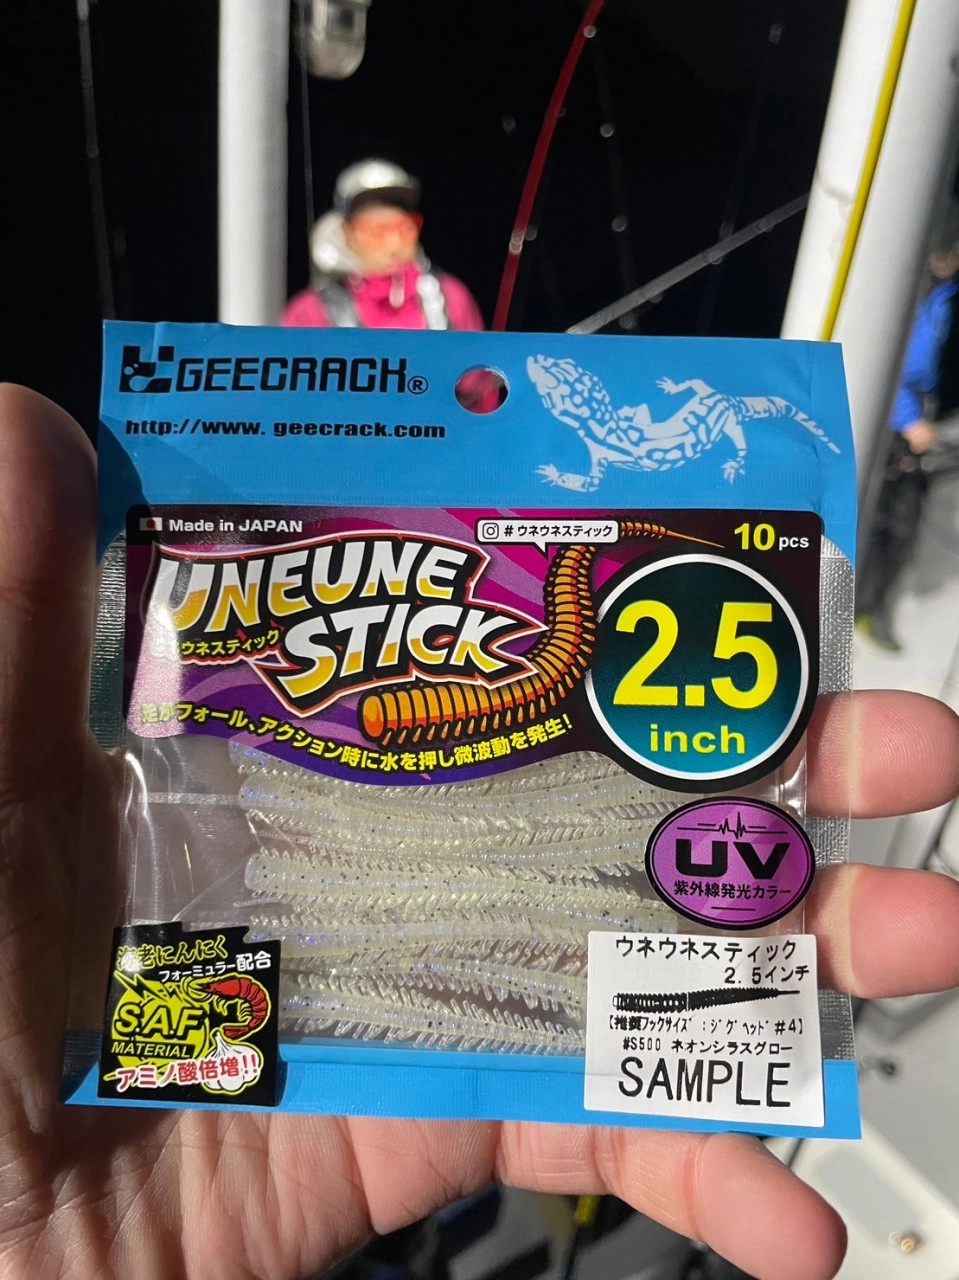 GEECRACK®
http://www. geecrack.com
Made in JAPAN
# ウネウネスティック
10 pcs
UNEUNE
STICK
ウネスティック
2.5
inch
足がフォール、アクション時に水を押し微波動を発生!
UV
紫外線発光カラー
海老にんにく
フォーミュラー配合
S.A.F
MATERIAL
アミノ酸倍増!!
ウネウネスティック
2.5インチ
【推奨フックサイズ:ジグヘッド#4】
#S500 ネオンシラスグロー
SAMPLE